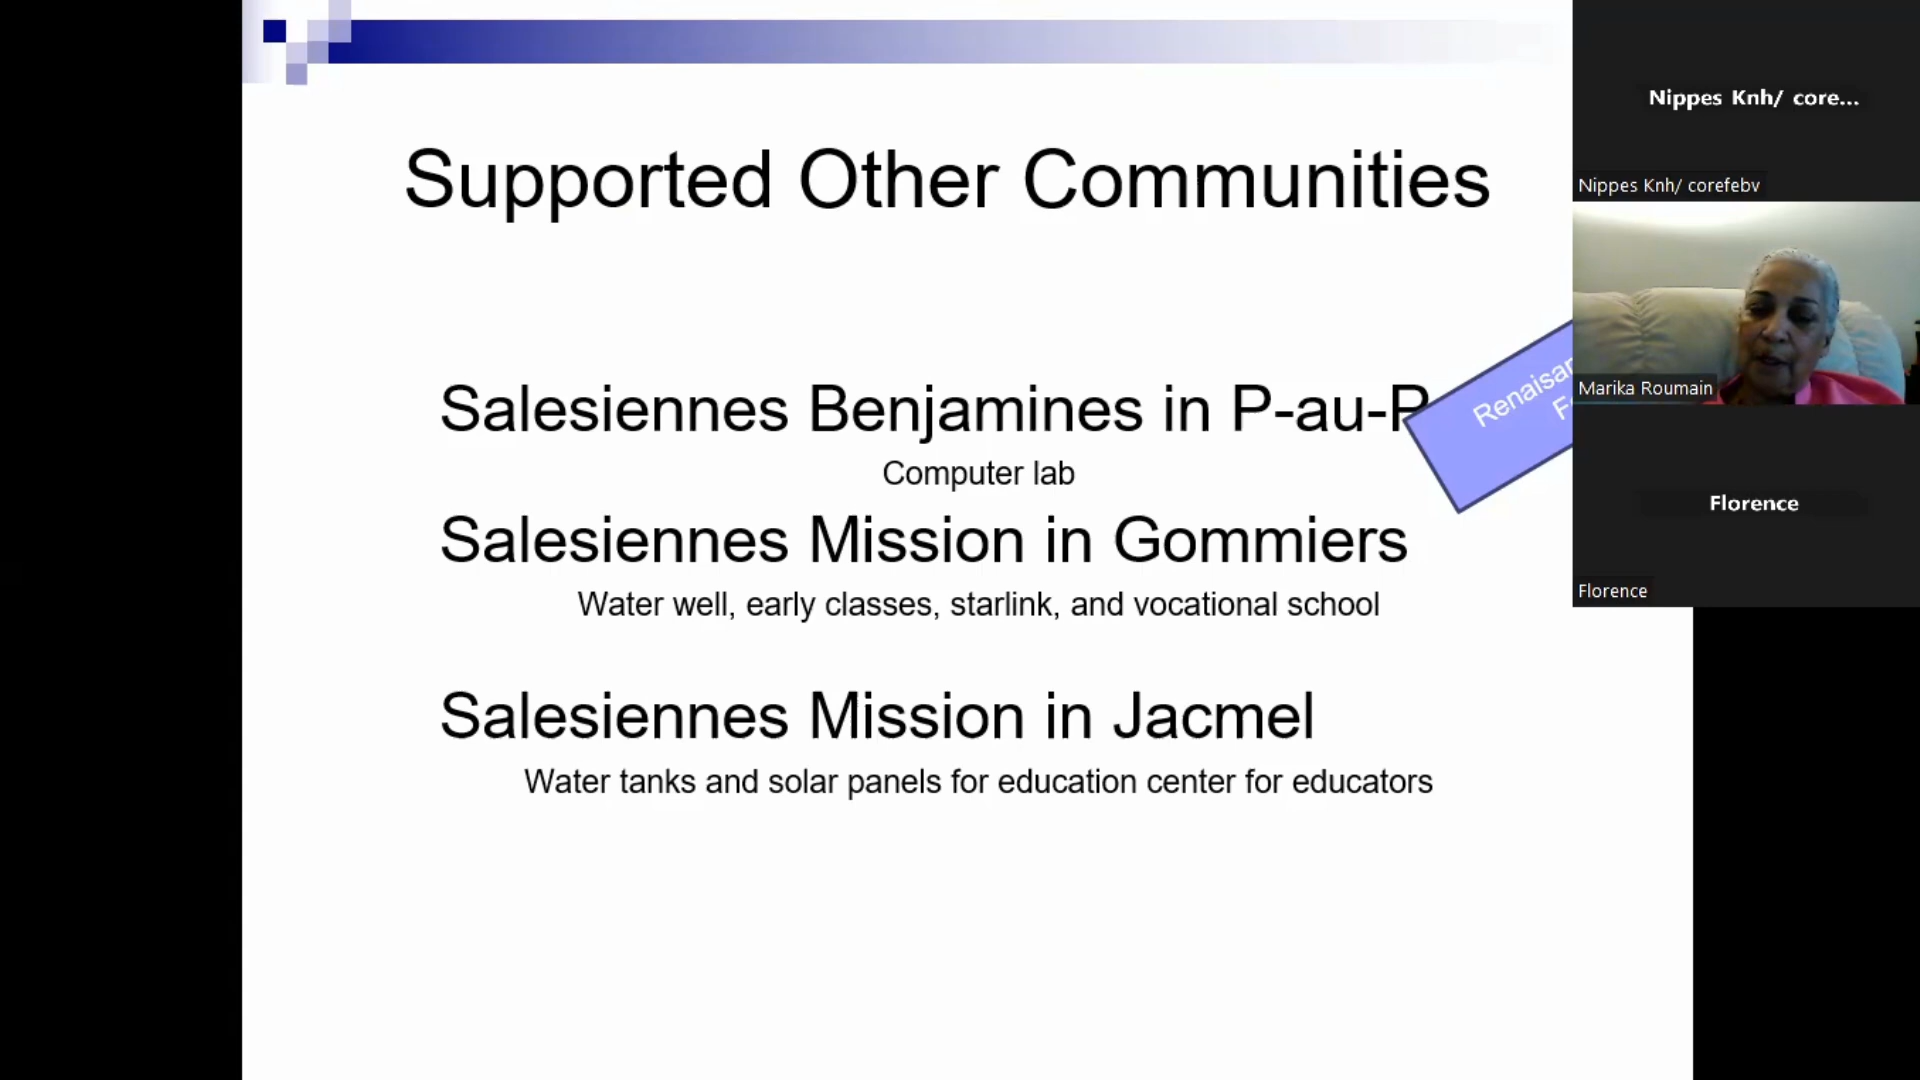 Supported Other Communities
Salesiennes Benjamines in P-au-P
Computer lab
Salesiennes Mission in Gommiers
Water well, early classes, starlink, and vocational school
Salesiennes Mission in Jacmel
Water tanks and solar panels for education center for educators
Nippes Knh/ core...
Nippes Knh/ corefebv
Marika Roumain
Florence
Florence